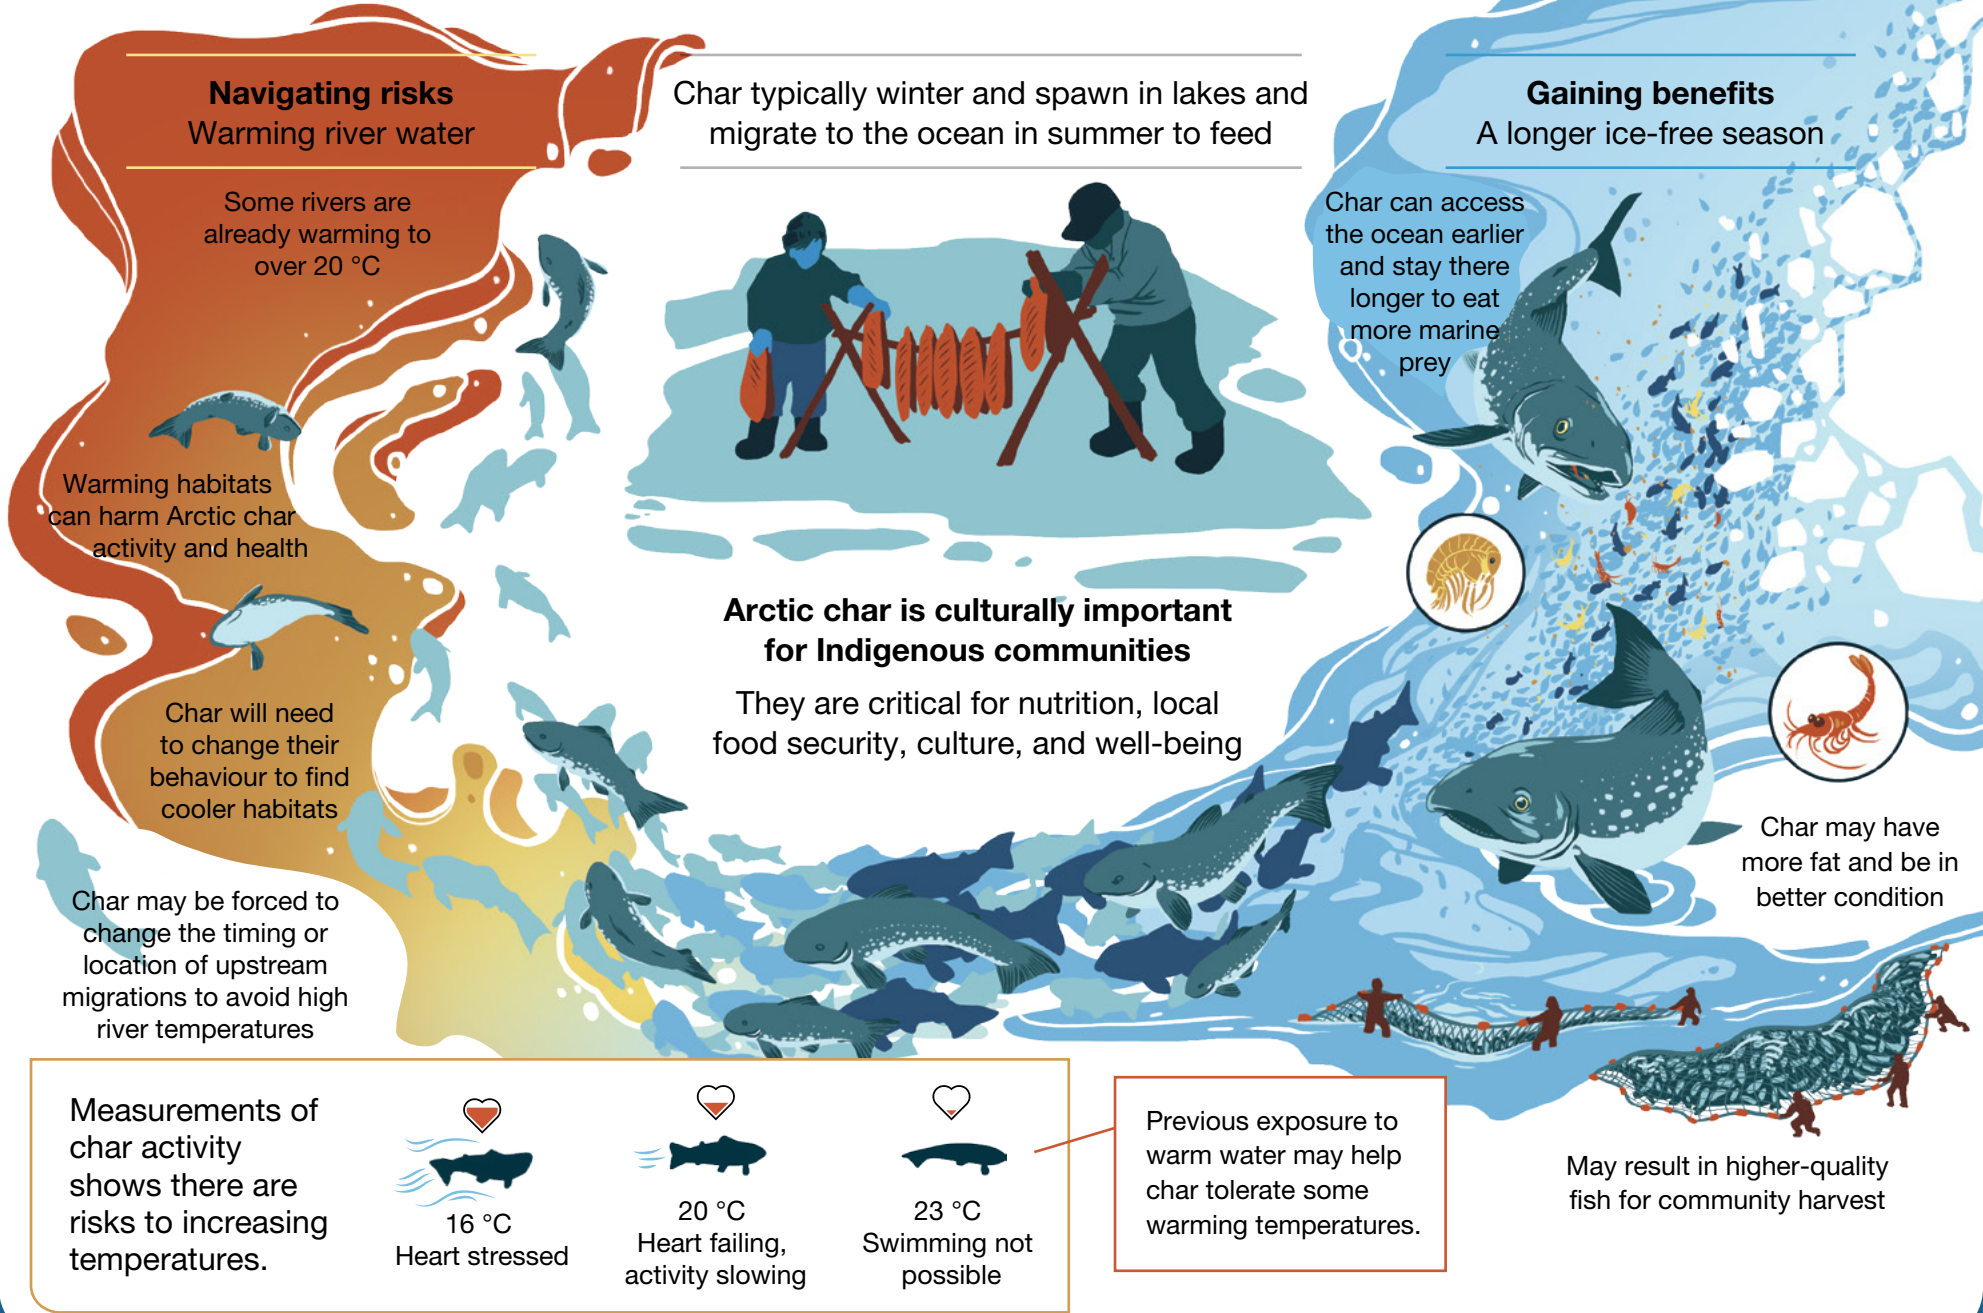 Navigating risks
Warming river water
Some rivers are
already warming to
over 20 °C
Warming habitats
can harm Arctic char
activity and health
Char will need
to change their
behaviour to find
cooler habitats
Char may be forced to
change the timing or
location of upstream
migrations to avoid high
river temperatures
Char typically winter and spawn in lakes and
migrate to the ocean in summer to feed
Arctic char is culturally important
for Indigenous communities
They are critical for nutrition, local
food security, culture, and well-being
Gaining benefits
A longer ice-free season
Char can access
the ocean earlier
and stay there
longer to eat
more marine
prey
Char may have
more fat and be in
better condition
May result in higher-quality
fish for community harvest
Measurements of
char activity
shows there are
risks to increasing
temperatures.
16 °C
Heart stressed
20 °C
Heart failing,
activity slowing
23 °C
Swimming not
possible
Previous exposure to
warm water may help
char tolerate some
warming temperatures.